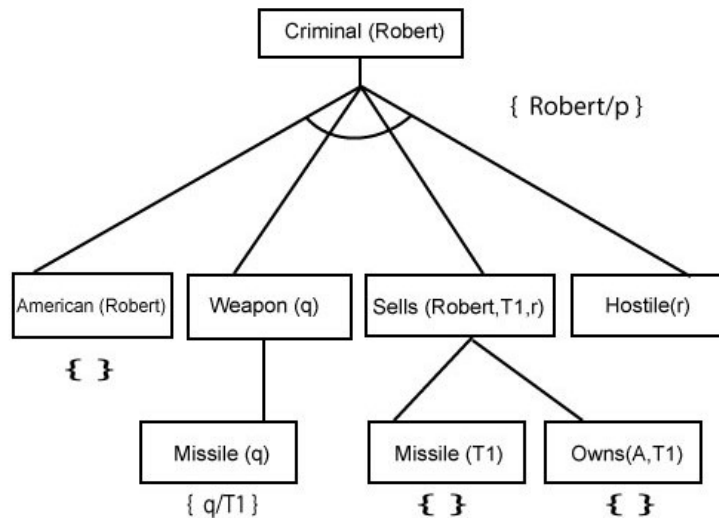 Criminal (Robert)
{ Robert/p }
American (Robert)
Weapon (q)
Sells (Robert,T1,r)
Hostile(r)
{ }
Missile (q)
Missile (T1)
Owns(A,T1)
{ q/T1 }
{ }
{ }